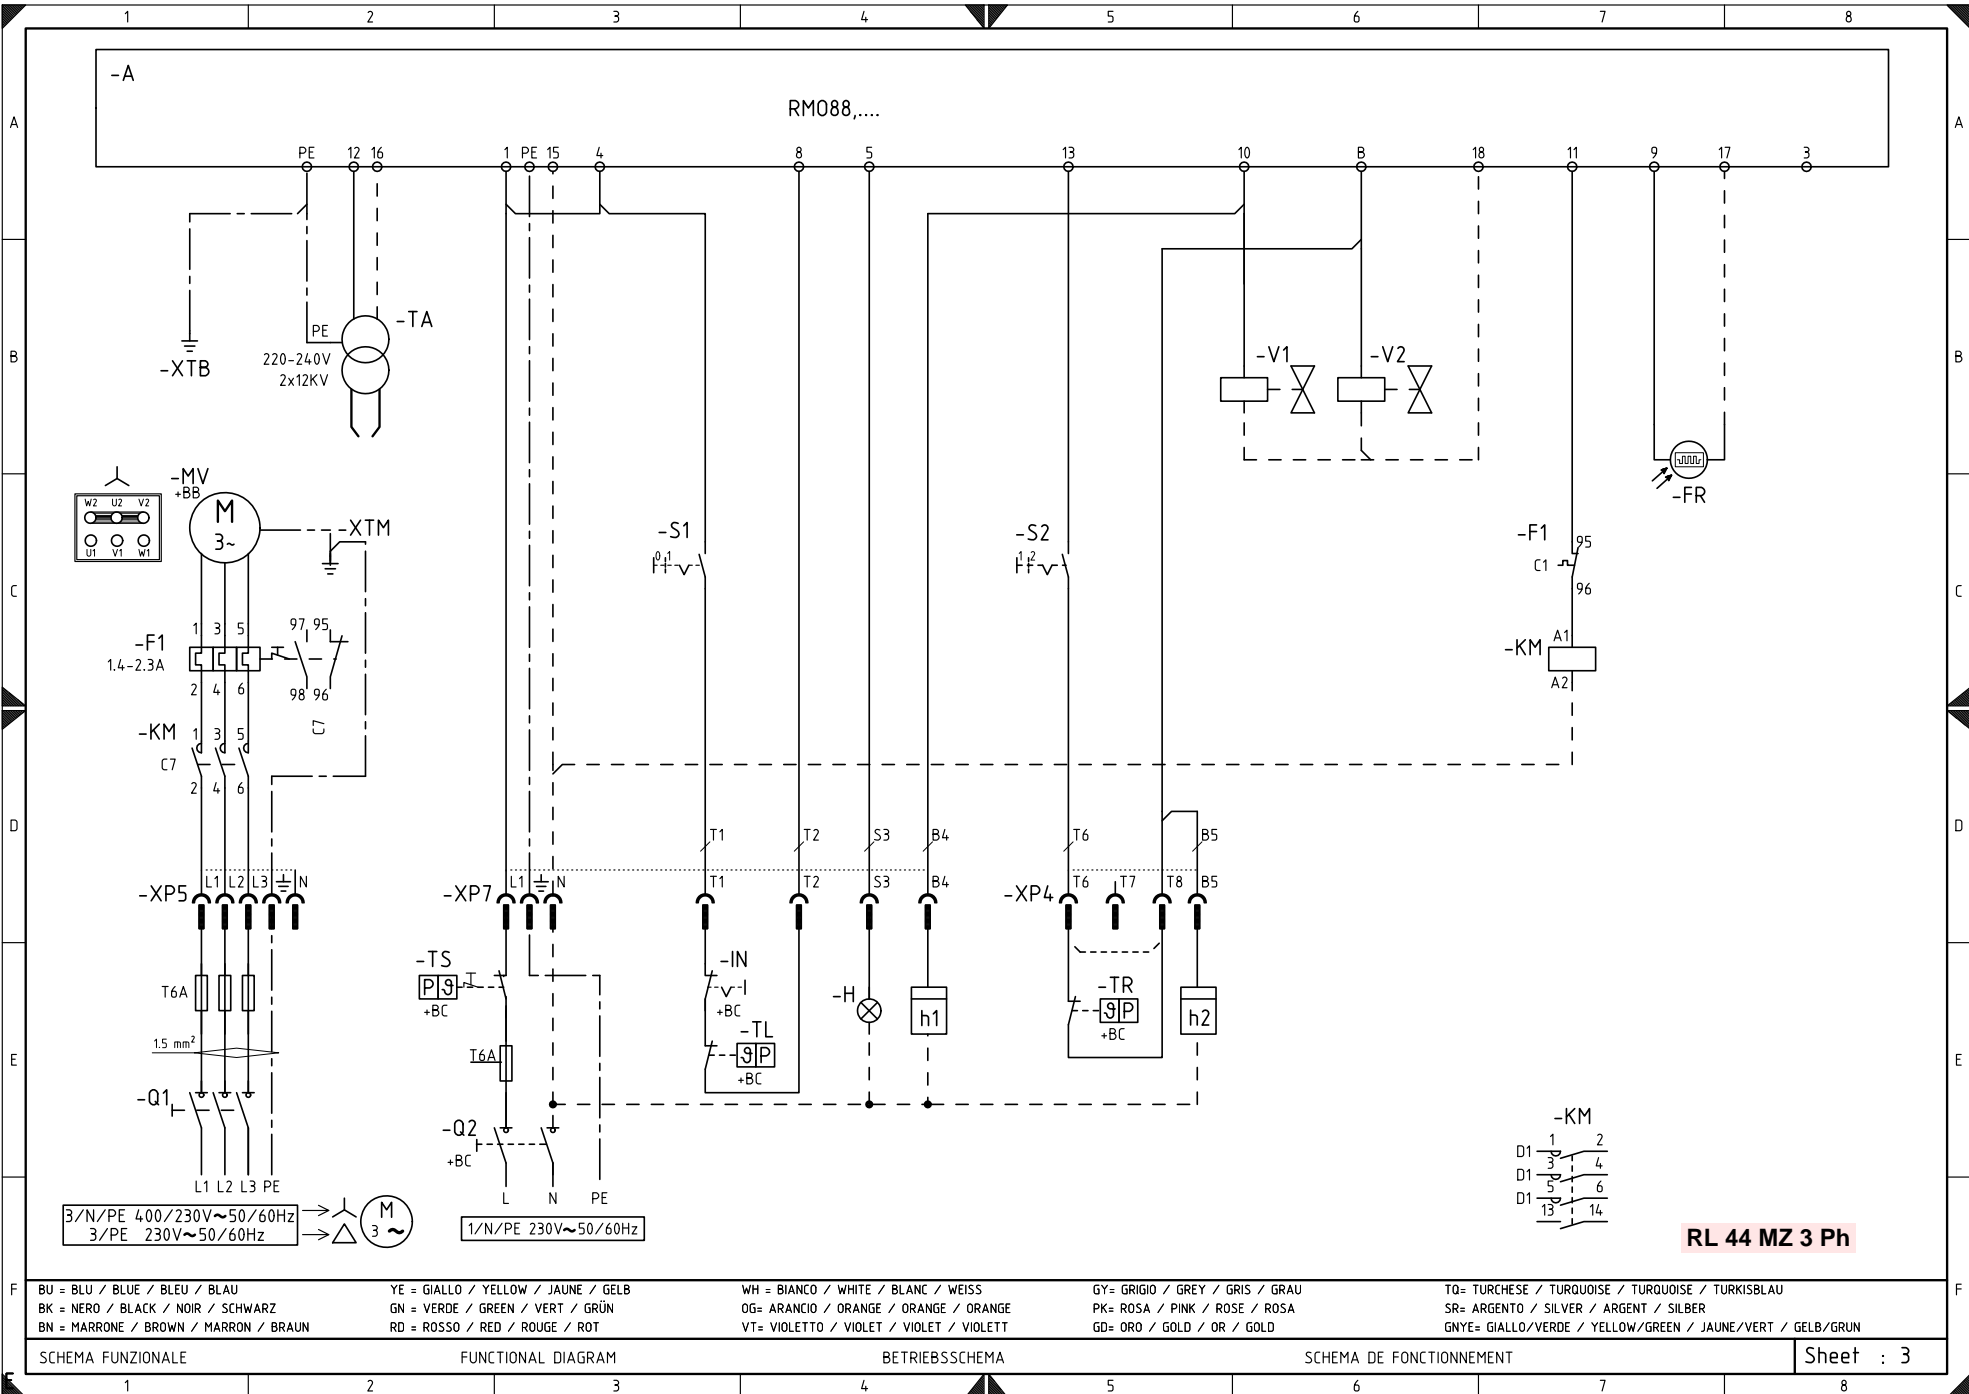 1 2 3 4 5 6 7 8
-A
RMO88,....
A A
PE 12 16 1 PE 15 4 8 5 13 10 B 18 11 9 17 3
-TA
PE
220-240V
2x12KV
-XTB
B B
-V1 -V2
-FR
-MV
+BB
W2 U2 V2
U1 V1 W1
M
3~
XTM
-S1
0 1
-S2
1 2
-F1
95
C1
96
C C
-F1
1.4-2.3A
1 3 5
2 4 6
97 95
98 96
C7
-KM
A1
A2
-KM
C7
1 3 5
2 4 6
D D
T1 T2 S3 B4 T6 B5
-XP5 L1 L2 L3 N
-XP7 L1 N T1 T2 S3 B4
-XP4 T6 T7 T8 B5
T6A
1.5 mm²
-Q1
L1 L2 L3 PE
-TS
P ϑ
+BC
T6A
-Q2
+BC
L N PE
-IN
+BC
-TL
ϑ P
+BC
-H
h1
-TR
ϑ P
+BC
h2
E E
-KM
D1 1 2
D1 3 4
D1 5 6
13 14
3/N/PE 400/230V~50/60Hz
3/PE 230V~50/60Hz
M
3 ~
1/N/PE 230V~50/60Hz
RL 44 MZ 3 Ph
F F
BU = BLU / BLUE / BLEU / BLAU
BK = NERO / BLACK / NOIR / SCHWARZ
BN = MARRONE / BROWN / MARRON / BRAUN
YE = GIALLO / YELLOW / JAUNE / GELB
GN = VERDE / GREEN / VERT / GRÜN
RD = ROSSO / RED / ROUGE / ROT
WH = BIANCO / WHITE / BLANC / WEISS
OG= ARANCIO / ORANGE / ORANGE / ORANGE
VT= VIOLETTO / VIOLET / VIOLET / VIOLETT
GY= GRIGIO / GREY / GRIS / GRAU
PK= ROSA / PINK / ROSE / ROSA
GD= ORO / GOLD / OR / GOLD
TQ= TURCHESE / TURQUOISE / TURQUOISE / TURKISBLAU
SR= ARGENTO / SILVER / ARGENT / SILBER
GNYE= GIALLO/VERDE / YELLOW/GREEN / JAUNE/VERT / GELB/GRUN
SCHEMA FUNZIONALE FUNCTIONAL DIAGRAM BETRIEBSSCHEMA SCHEMA DE FONCTIONNEMENT Sheet : 3
E
1 2 3 4 5 6 7 8